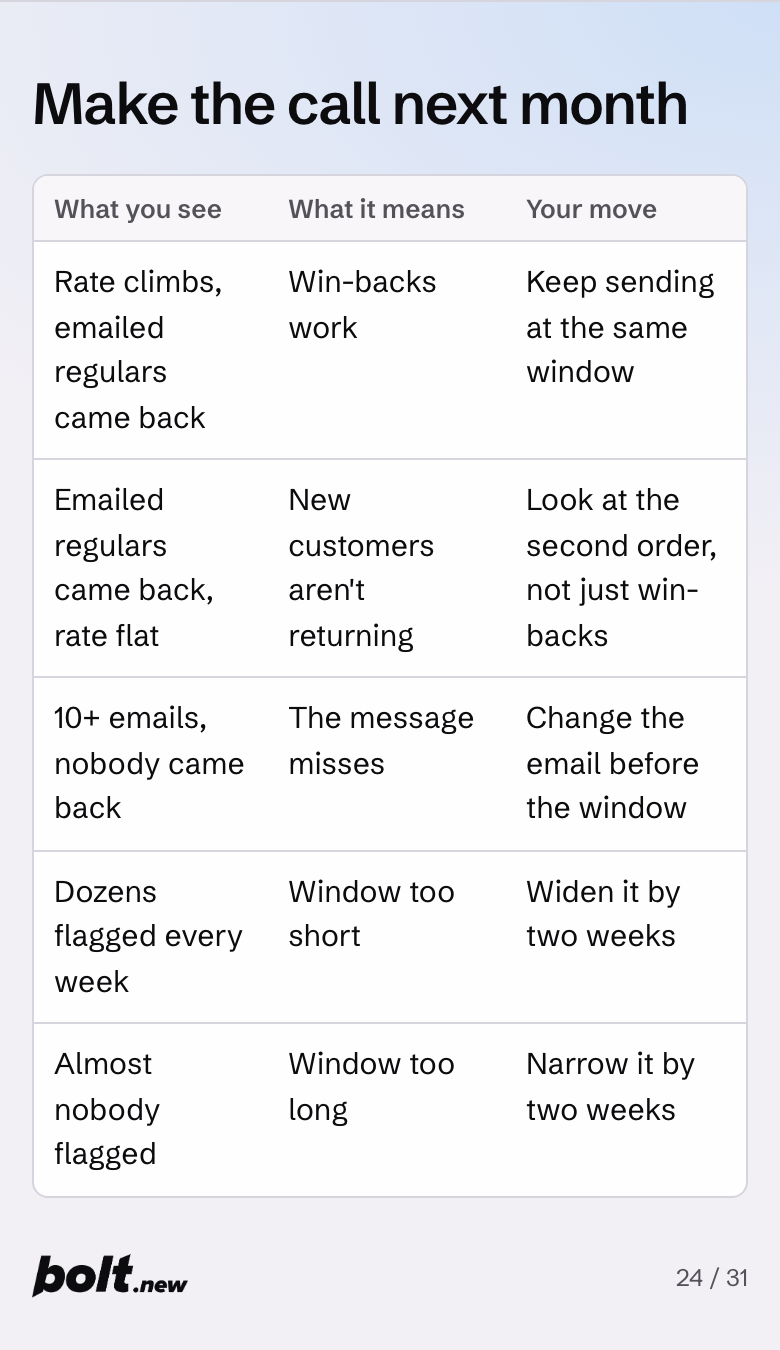 Make the call next month
What you see
What it means
Your move
Rate climbs,
emailed
regulars
came back
Win-backs
work
Keep sending
at the same
window
Emailed
regulars
came back,
rate flat
New
customers
aren't
returning
Look at the
second order,
not just win-
backs
10+ emails,
nobody came
back
The message
misses
Change the
email before
the window
Dozens
flagged every
week
Window too
short
Widen it by
two weeks
Almost
nobody
flagged
Window too
long
Narrow it by
two weeks
bolt.new
24 / 31